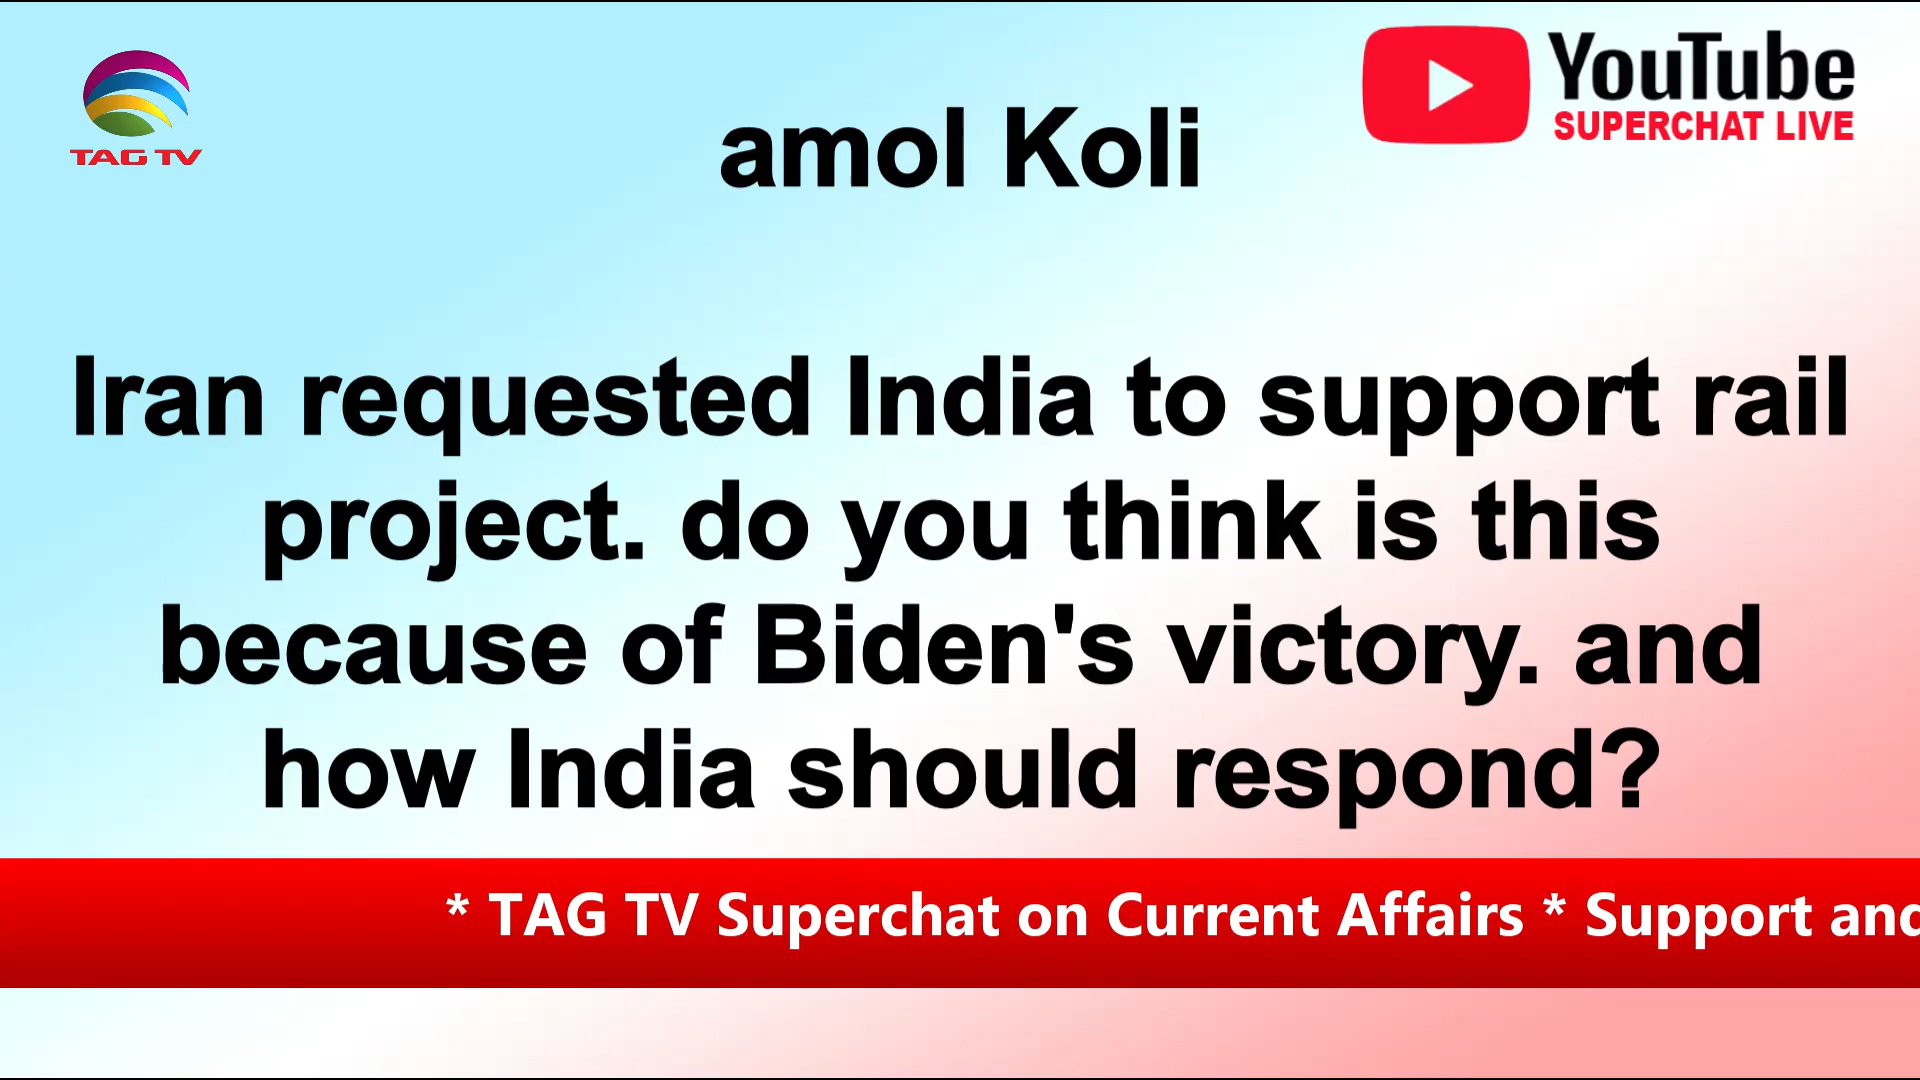 TAG TV
YouTube
SUPERCHAT LIVE
amol Koli
Iran requested India to support rail
project. do you think is this
because of Biden's victory. and
how India should respond?
* TAG TV Superchat on Current Affairs * Support and